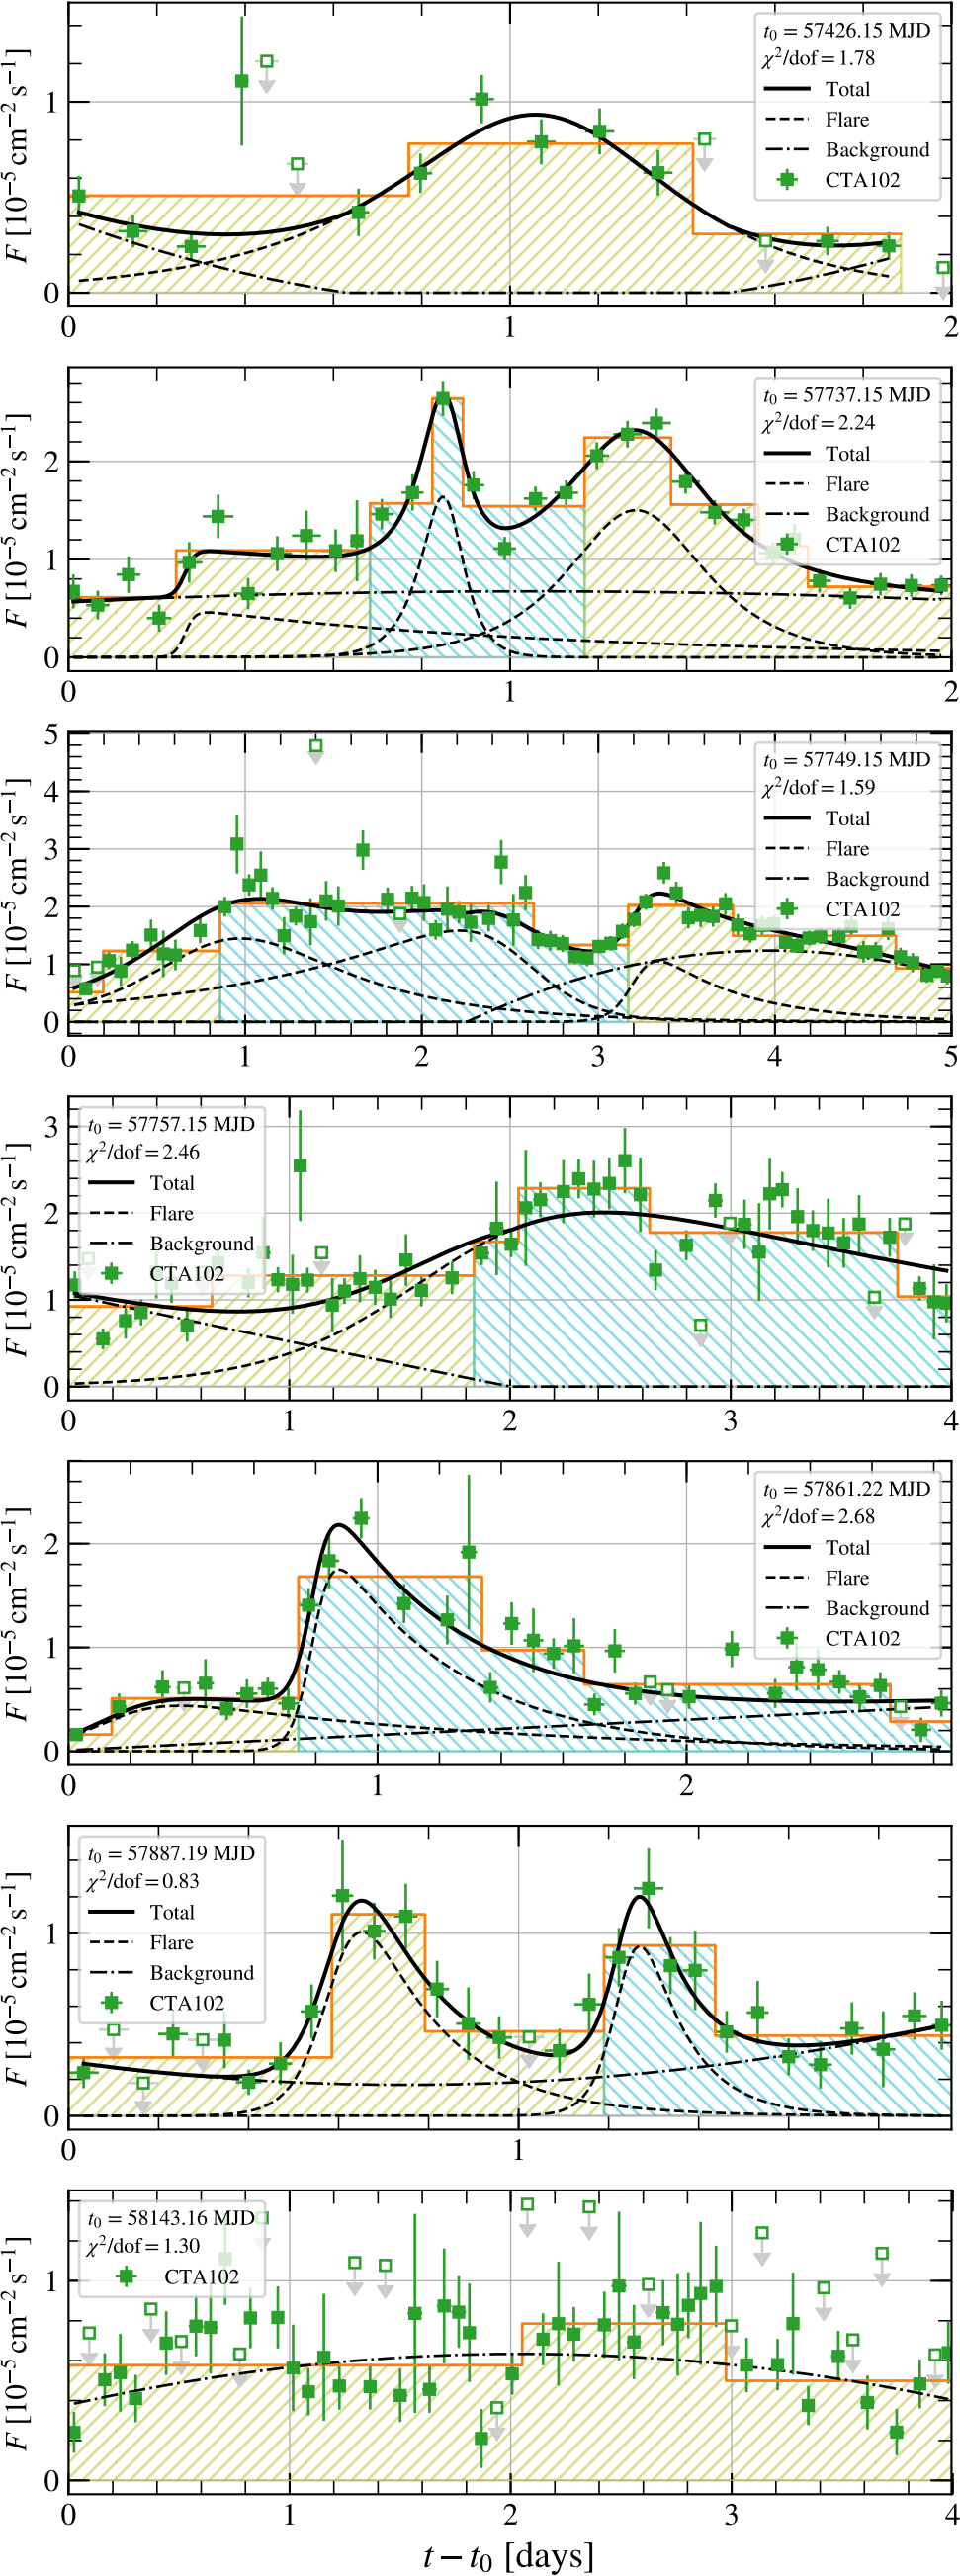 t₀ = 57426.15 MJD
χ²/dof = 1.78
Total
Flare
Background
CTA102
F [10⁻⁵ cm⁻² s⁻¹]
1
0
0 1 2
t₀ = 57737.15 MJD
χ²/dof = 2.24
Total
Flare
Background
CTA102
F [10⁻⁵ cm⁻² s⁻¹]
2
1
0
0 1 2
t₀ = 57749.15 MJD
χ²/dof = 1.59
Total
Flare
Background
CTA102
F [10⁻⁵ cm⁻² s⁻¹]
5
4
3
2
1
0
0 1 2 3 4 5
t₀ = 57757.15 MJD
χ²/dof = 2.46
Total
Flare
Background
CTA102
F [10⁻⁵ cm⁻² s⁻¹]
3
2
1
0
0 1 2 3 4
t₀ = 57861.22 MJD
χ²/dof = 2.68
Total
Flare
Background
CTA102
F [10⁻⁵ cm⁻² s⁻¹]
2
1
0
0 1 2
t₀ = 57887.19 MJD
χ²/dof = 0.83
Total
Flare
Background
CTA102
F [10⁻⁵ cm⁻² s⁻¹]
1
0
0 1
t₀ = 58143.16 MJD
χ²/dof = 1.30
CTA102
F [10⁻⁵ cm⁻² s⁻¹]
1
0
0 1 2 3 4
t − t₀ [days]